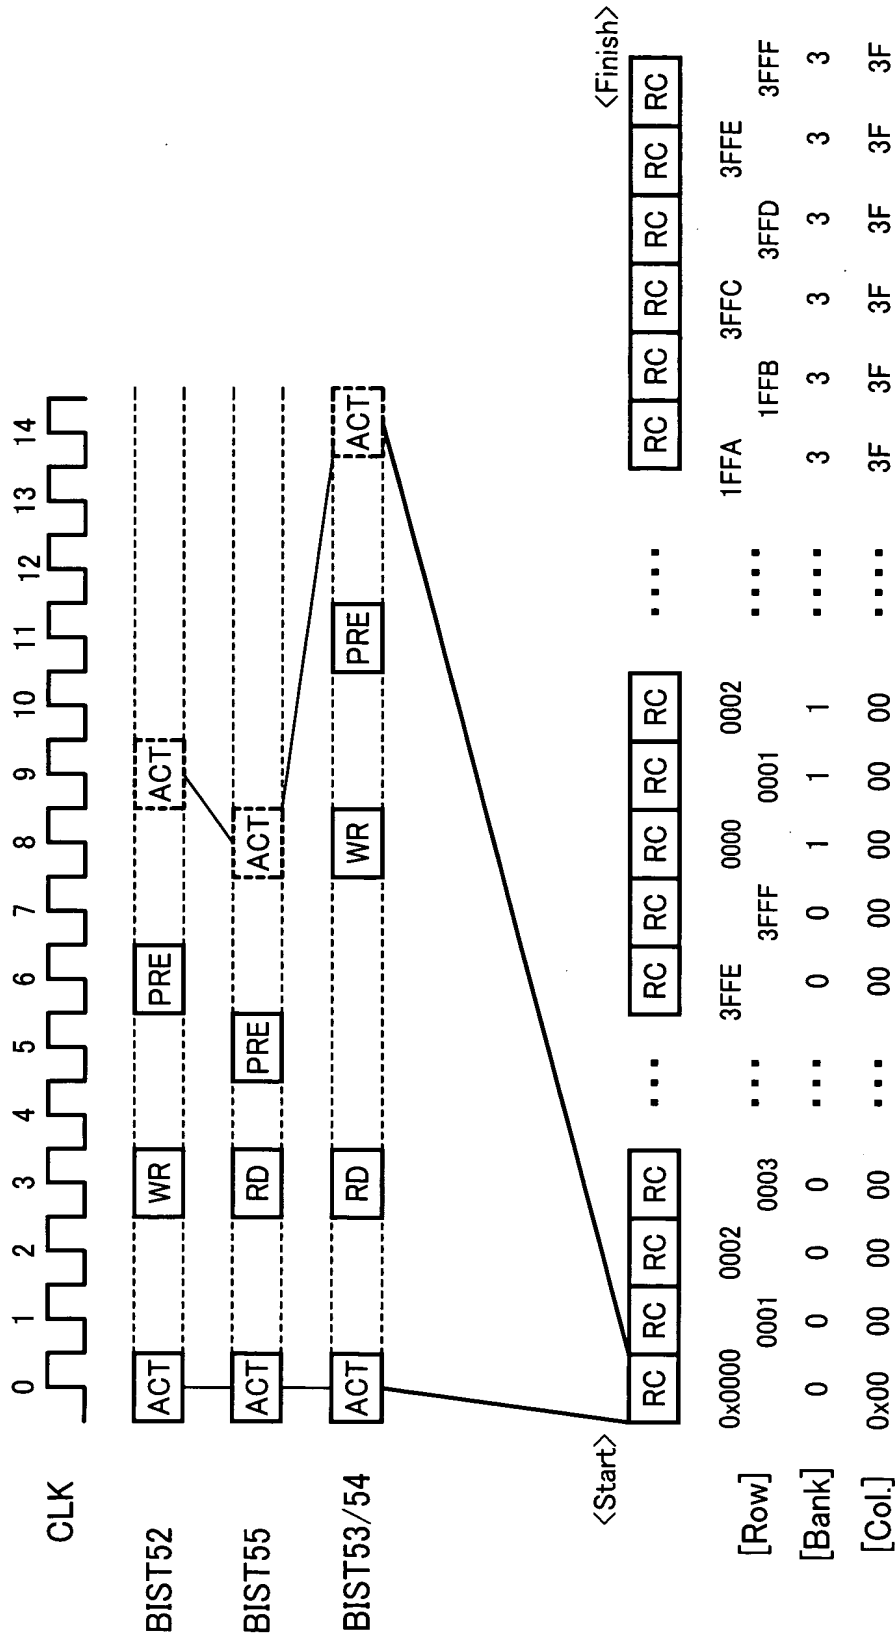 CLK 0 1 2 3 4 5 6 7 8 9 10 11 12 13 14
BIST52 ACT WR PRE ACT
BIST55 ACT RD PRE ACT
BIST53/54 ACT RD WR PRE ACT
<Start> <Finish>
RC RC RC RC ... RC RC RC RC RC .... RC RC RC RC RC RC
[Row] 0x0000 0001 0002 0003 ... 3FFE 3FFF 0000 0001 0002 .... 1FFA 1FFB 3FFC 3FFD 3FFE 3FFF
[Bank] 0 0 0 0 ... 0 0 1 1 1 .... 3 3 3 3 3 3
[Col.] 0x00 00 00 00 ... 00 00 00 00 00 .... 3F 3F 3F 3F 3F 3F